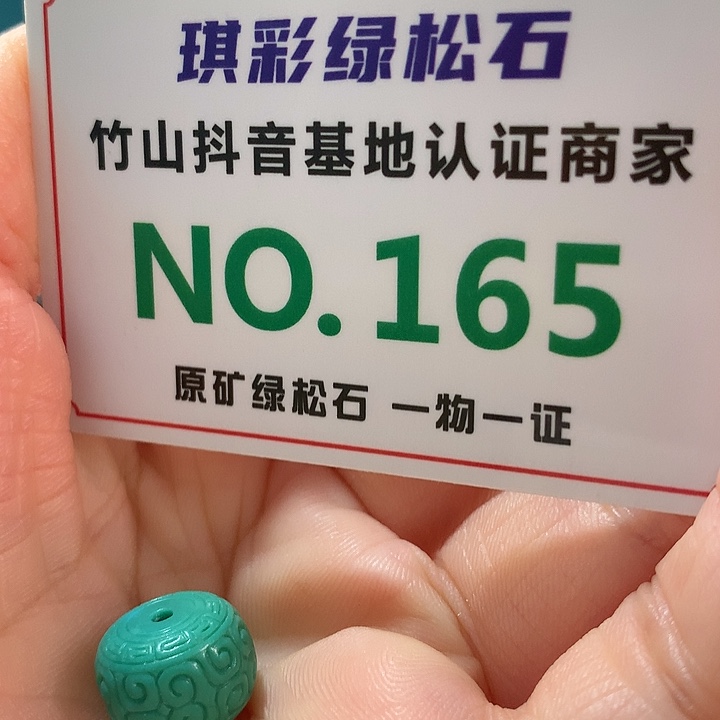 琪彩绿松石
竹山抖音基地认证商家
NO.165
原矿绿松石 一物一证